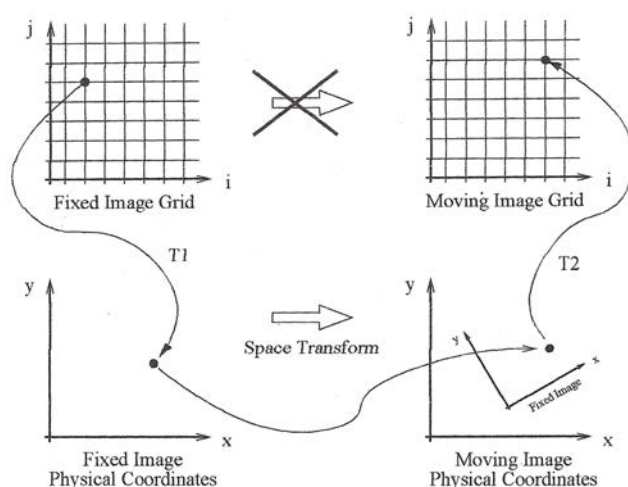 j
j
i
i
Fixed Image Grid
Moving Image Grid
T1
T2
y
y
Space Transform
y
x
Fixed Image
x
x
Fixed Image
Physical Coordinates
Moving Image
Physical Coordinates